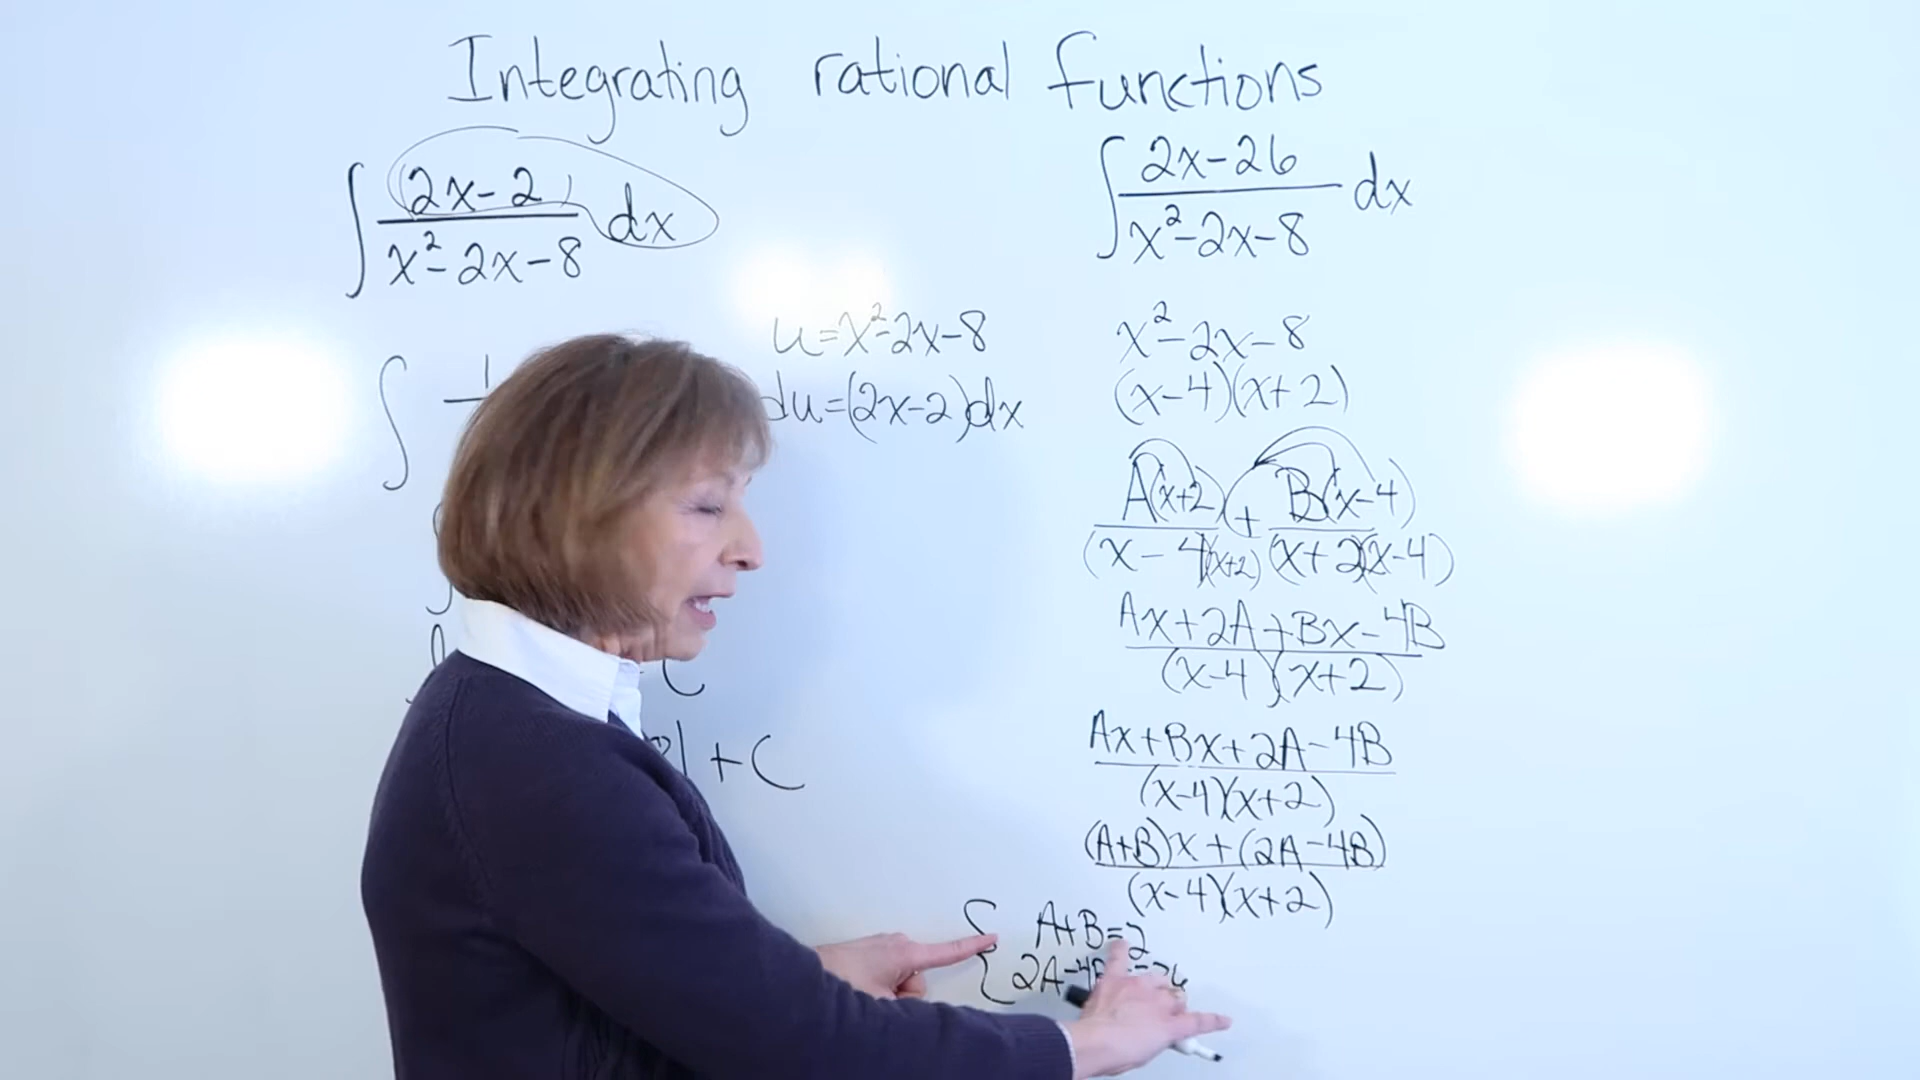 Integrating rational functions
∫ (2x-2) / x²-2x-8 dx
∫ 1
u=x²-2x-8
du=(2x-2)dx
C
+C
∫ 2x-26 / x²-2x-8 dx
x²-2x-8
(x-4)(x+2)
A(x+2) / (x-4)(x+2) + B(x-4) / (x+2)(x-4)
Ax+2A+Bx-4B / (x-4)(x+2)
Ax+Bx+2A-4B / (x-4)(x+2)
(A+B)x+(2A-4B) / (x-4)(x+2)
{ A+B=2
2A-4B